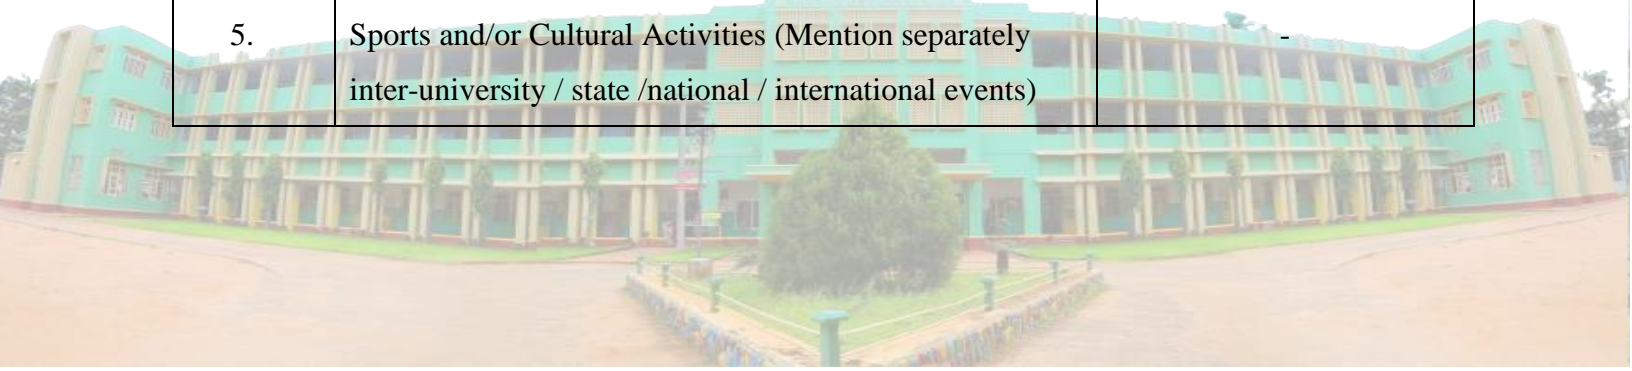 5. Sports and/or Cultural Activities (Mention separately -
inter-university / state /national / international events)